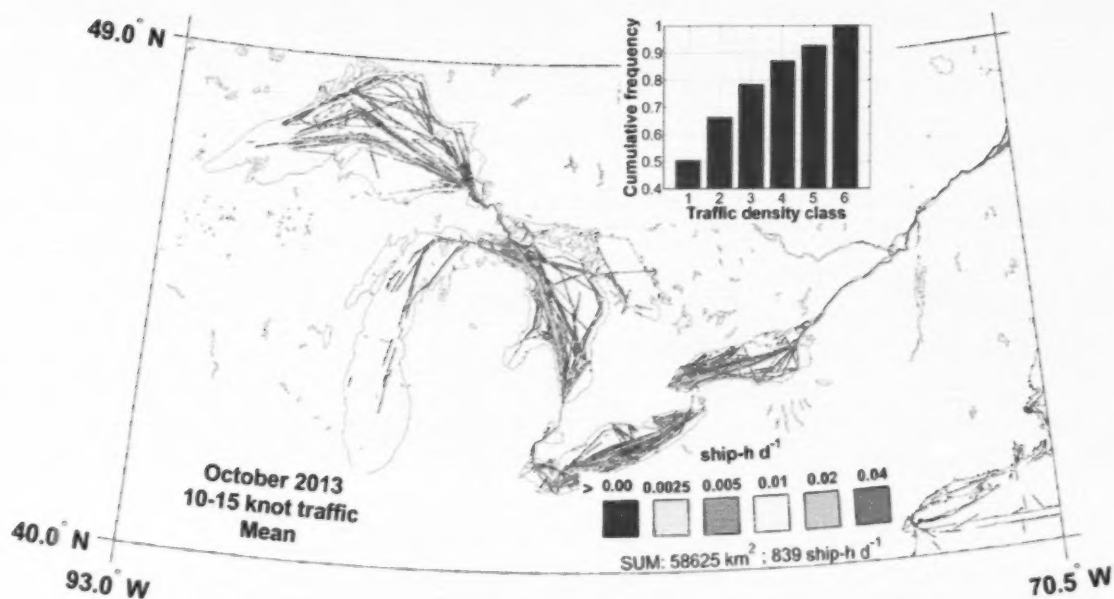 49.0° N
Cumulative frequency
1
0.9
0.8
0.7
0.6
0.5
0.4
1 2 3 4 5 6
Traffic density class
October 2013
10-15 knot traffic
Mean
ship-h d⁻¹
> 0.00 0.0025 0.005 0.01 0.02 0.04
SUM: 58625 km² ; 839 ship-h d⁻¹
40.0° N
93.0° W
70.5° W